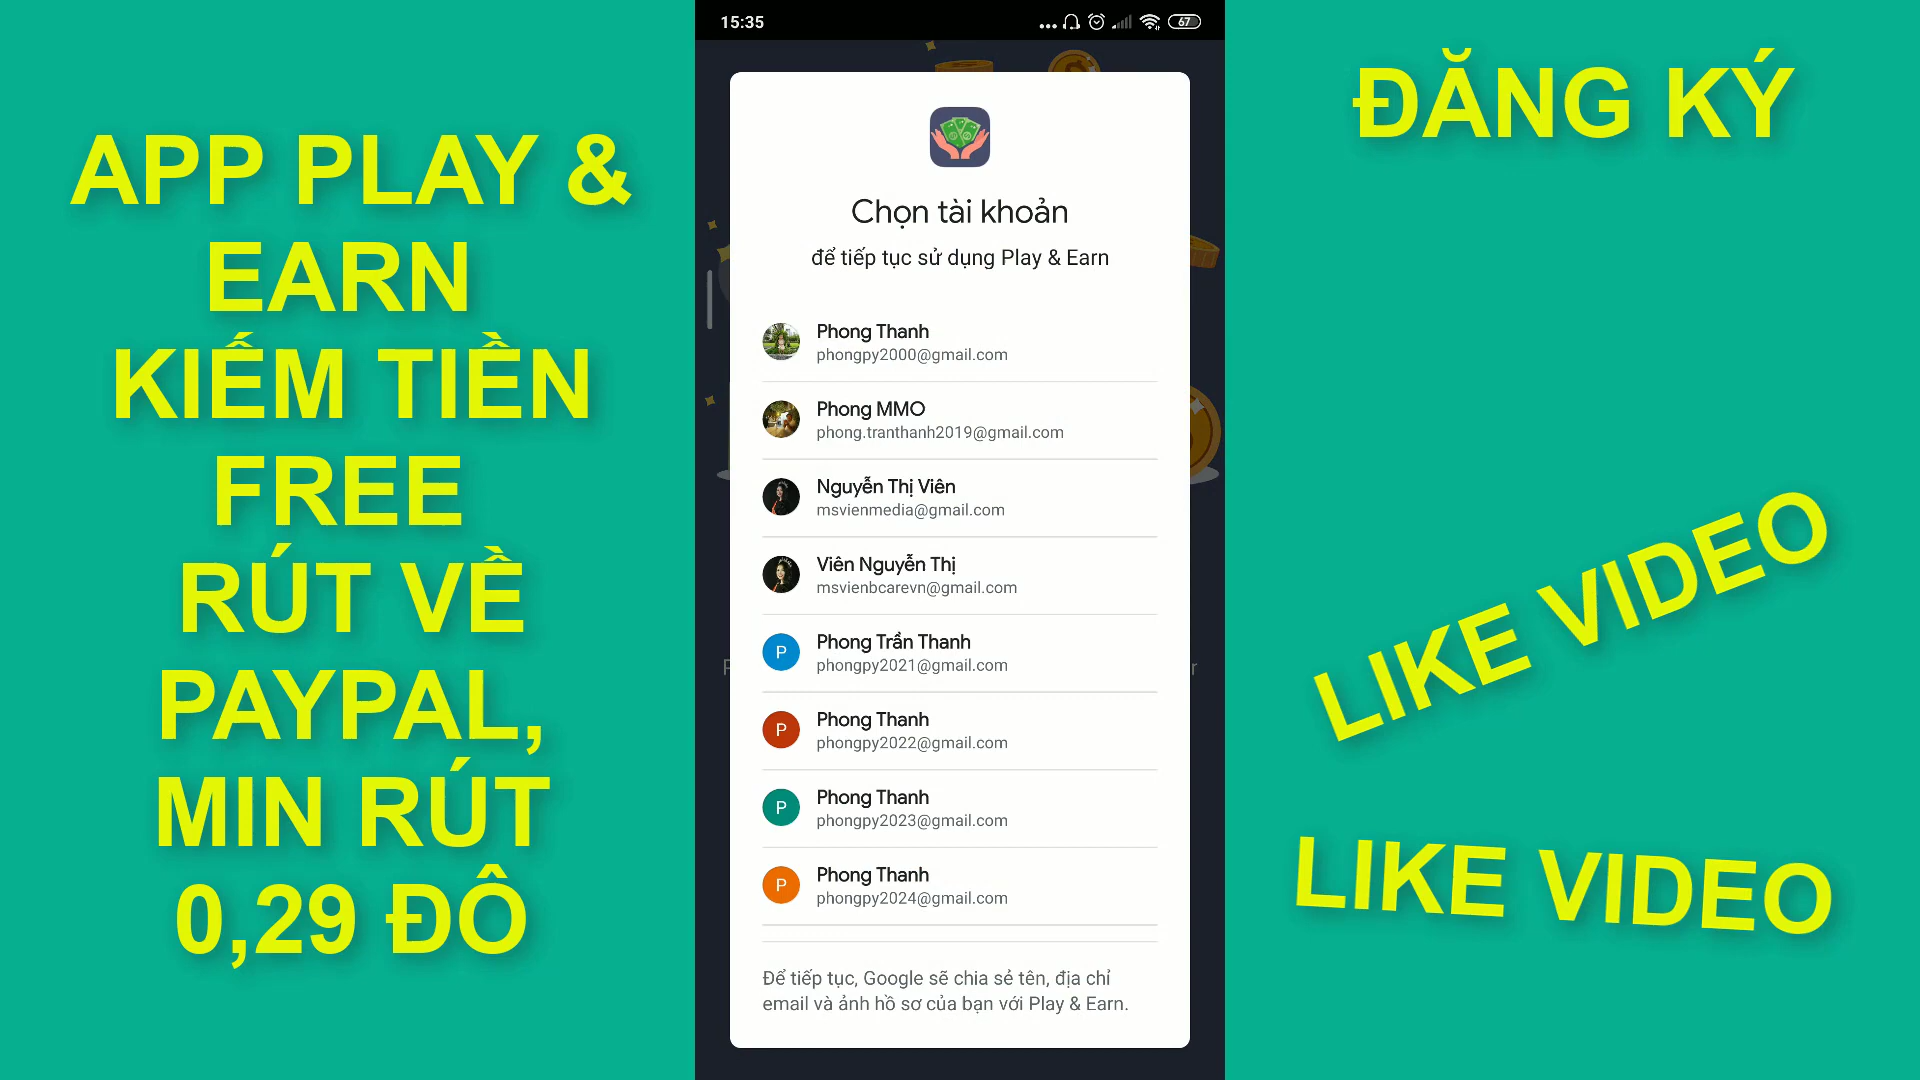 APP PLAY &
EARN
KIẾM TIỀN
FREE
RÚT VỀ
PAYPAL,
MIN RÚT
0,29 ĐÔ
15:35
67
Chọn tài khoản
để tiếp tục sử dụng Play & Earn
Phong Thanh
phongpy2000@gmail.com
Phong MMO
phong.tranthanh2019@gmail.com
Nguyễn Thị Viên
msvienmedia@gmail.com
Viên Nguyễn Thị
msvienbcarevn@gmail.com
P
Phong Trần Thanh
phongpy2021@gmail.com
P
Phong Thanh
phongpy2022@gmail.com
P
Phong Thanh
phongpy2023@gmail.com
P
Phong Thanh
phongpy2024@gmail.com
Để tiếp tục, Google sẽ chia sẻ tên, địa chỉ
email và ảnh hồ sơ của bạn với Play & Earn.
ĐĂNG KÝ
LIKE VIDEO
LIKE VIDEO